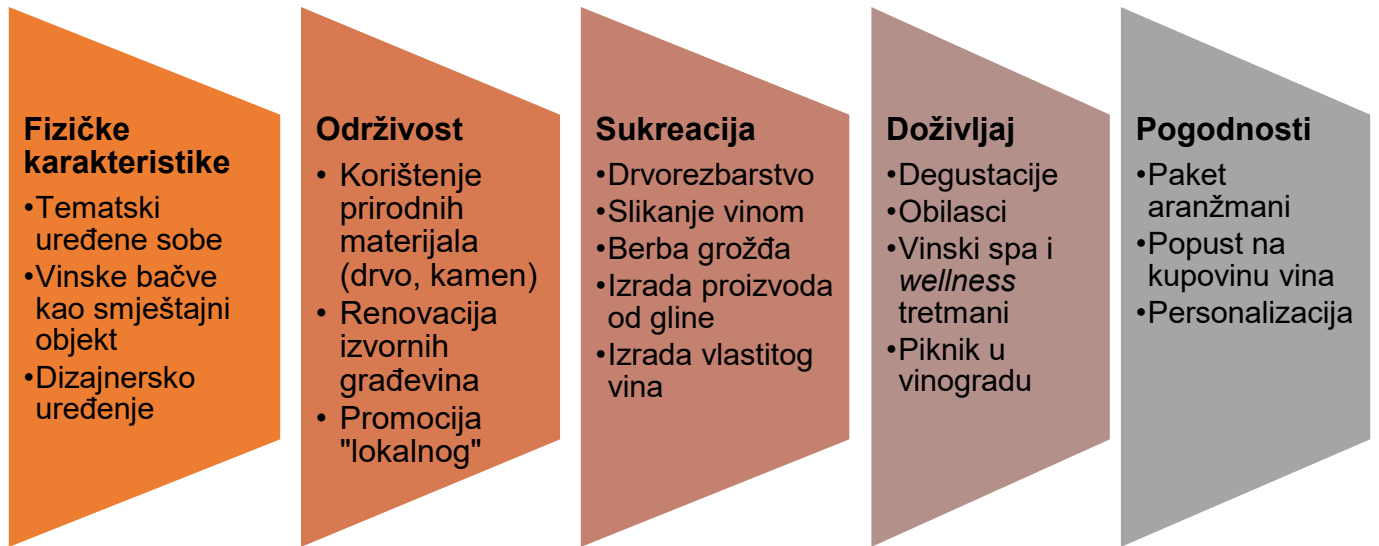 Fizičke
karakteristike
•Tematski
uređene sobe
•Vinske bačve
kao smještajni
objekt
•Dizajnersko
uređenje
Održivost
• Korištenje
prirodnih
materijala
(drvo, kamen)
• Renovacija
izvornih
građevina
• Promocija
"lokalnog"
Sukreacija
•Drvorezbarstvo
•Slikanje vinom
•Berba grožđa
•Izrada proizvoda
od gline
•Izrada vlastitog
vina
Doživljaj
•Degustacije
•Obilasci
•Vinski spa i
wellness
tretmani
•Piknik u
vinogradu
Pogodnosti
•Paket
aranžmani
•Popust na
kupovinu vina
•Personalizacija